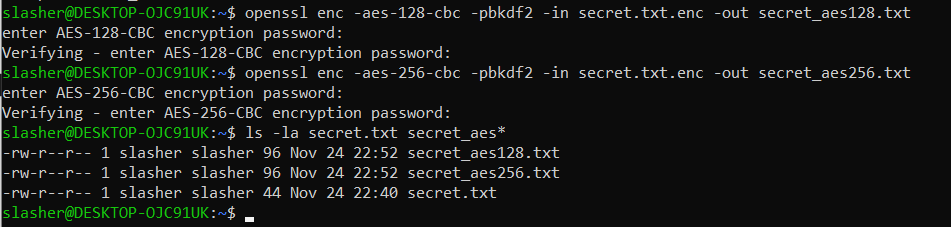 slasher@DESKTOP-OJC91UK:~$ openssl enc -aes-128-cbc -pbkdf2 -in secret.txt.enc -out secret_aes128.txt
enter AES-128-CBC encryption password:
Verifying - enter AES-128-CBC encryption password:
slasher@DESKTOP-OJC91UK:~$ openssl enc -aes-256-cbc -pbkdf2 -in secret.txt.enc -out secret_aes256.txt
enter AES-256-CBC encryption password:
Verifying - enter AES-256-CBC encryption password:
slasher@DESKTOP-OJC91UK:~$ ls -la secret.txt secret_aes*
-rw-r--r-- 1 slasher slasher 96 Nov 24 22:52 secret_aes128.txt
-rw-r--r-- 1 slasher slasher 96 Nov 24 22:52 secret_aes256.txt
-rw-r--r-- 1 slasher slasher 44 Nov 24 22:40 secret.txt
slasher@DESKTOP-OJC91UK:~$